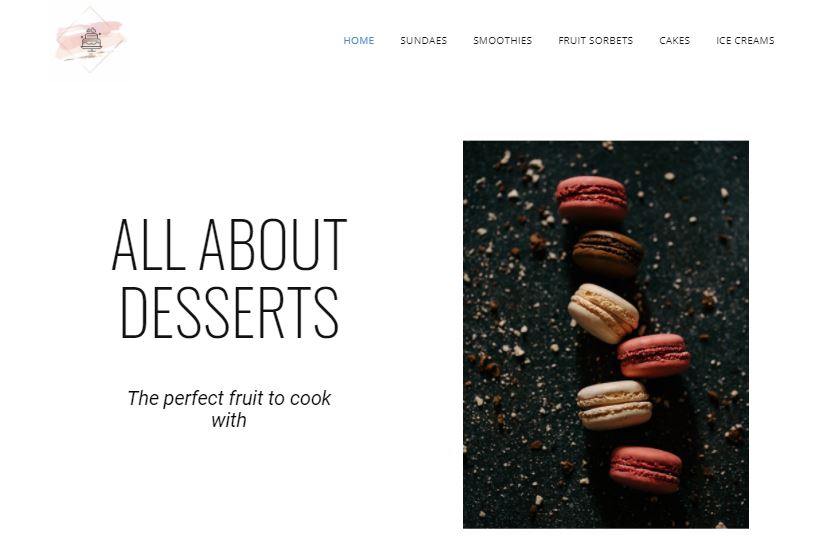 HOME SUNDAES SMOOTHIES FRUIT SORBETS CAKES ICE CREAMS
ALL ABOUT
DESSERTS
The perfect fruit to cook
with